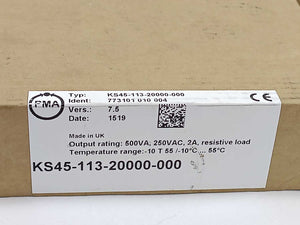 PMA
Typ: KS45-113-20000-000
Ident: 773101 010 004
Vers.: 7.5
Date: 1519
CE
Made in UK
Output rating: 500VA, 250VAC, 2A, resistive load
Temperature range:-10 T 55 /-10°C ... 55°C
KS45-113-20000-000